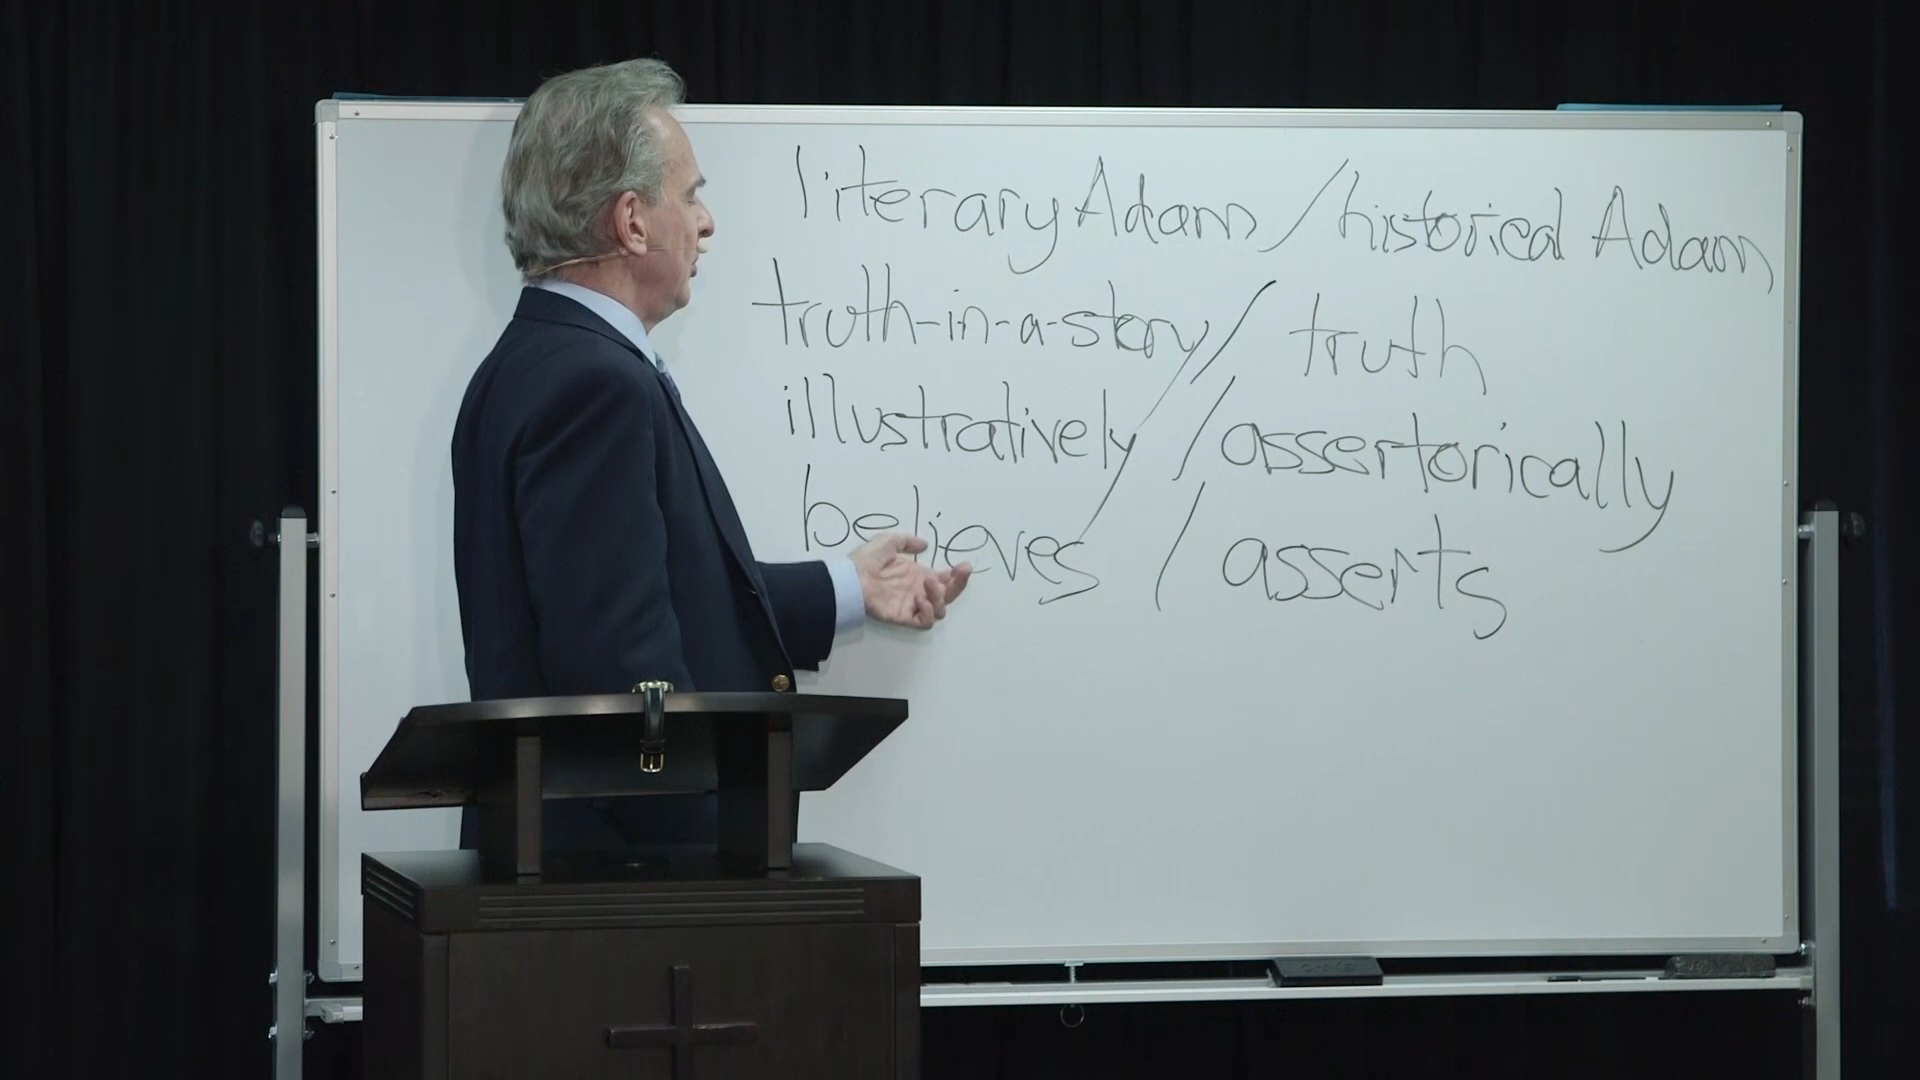 literary Adam / historical Adam
truth-in-a-story / truth
illustratively / assertorically
believes / asserts